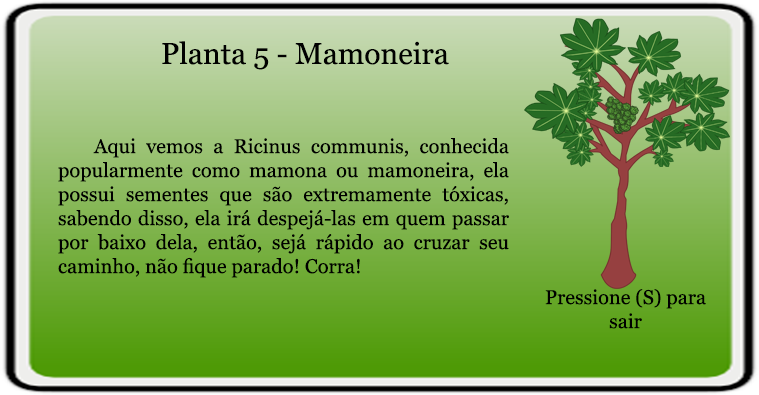 Planta 5 - Mamoneira
Aqui vemos a Ricinus communis, conhecida
popularmente como mamona ou mamoneira, ela
possui sementes que são extremamente tóxicas,
sabendo disso, ela irá despejá-las em quem passar
por baixo dela, então, sejá rápido ao cruzar seu
caminho, não fique parado! Corra!
Pressione (S) para
sair